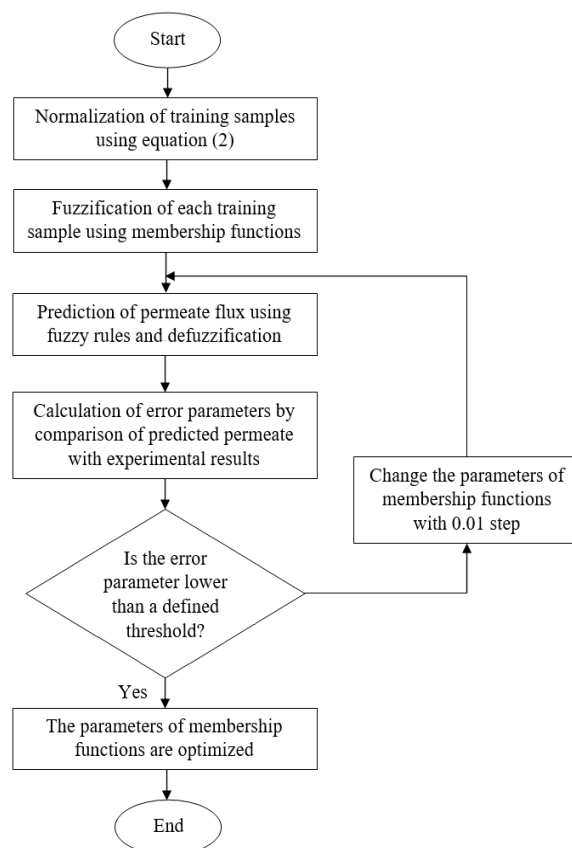 Start
Normalization of training samples
using equation (2)
Fuzzification of each training
sample using membership functions
Prediction of permeate flux using
fuzzy rules and defuzzification
Calculation of error parameters by
comparison of predicted permeate
with experimental results
Change the parameters of
membership functions
with 0.01 step
Is the error
parameter lower
than a defined
threshold?
Yes
The parameters of membership
functions are optimized
End